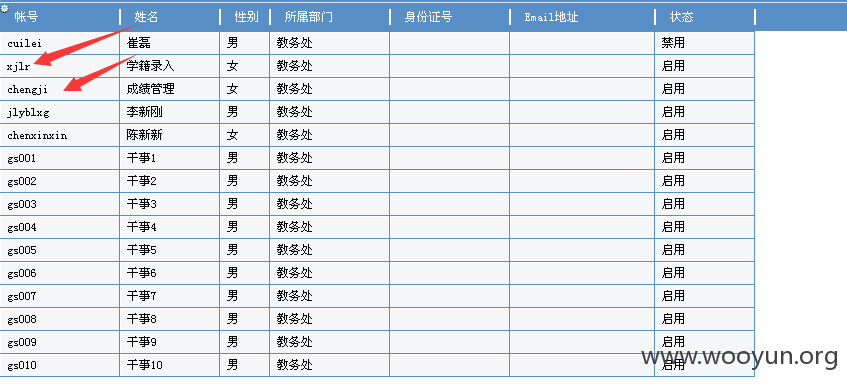 帐号 姓名 性别 所属部门 身份证号 Email地址 状态
cuilei 崔磊 男 教务处 禁用
xjlr 学籍录入 女 教务处 启用
chengji 成绩管理 女 教务处 启用
jlyblxg 李新刚 男 教务处 启用
chenxinxin 陈新新 女 教务处 启用
gs001 干事1 男 教务处 启用
gs002 干事2 男 教务处 启用
gs003 干事3 男 教务处 启用
gs004 干事4 男 教务处 启用
gs005 干事5 男 教务处 启用
gs006 干事6 男 教务处 启用
gs007 干事7 男 教务处 启用
gs008 干事8 男 教务处 启用
gs009 干事9 男 教务处 启用
gs010 干事10 男 教务处 启用
www.wooyun.org